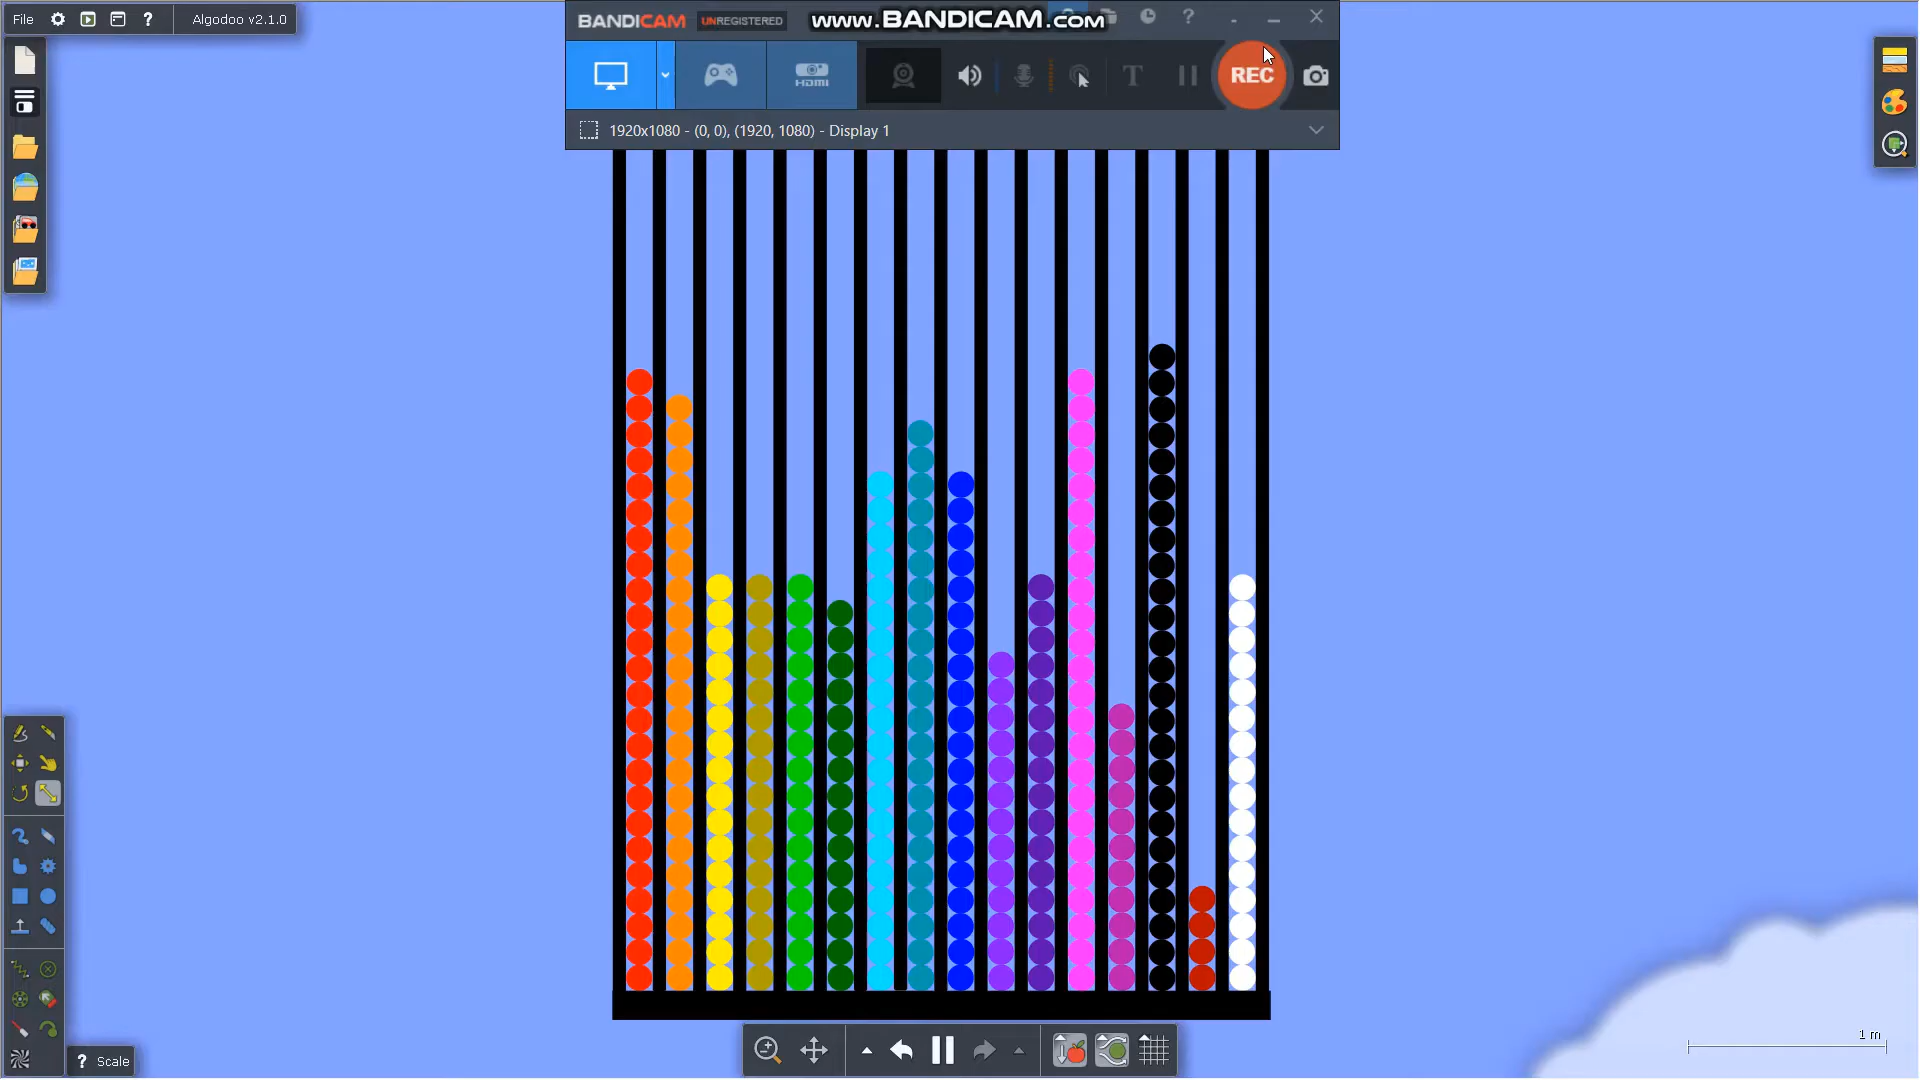 File ? Algodoo v2.1.0
BANDICAM UNREGISTERED www.BANDICAM.COM ?
HDMI T REC
1920x1080 - (0, 0), (1920, 1080) - Display 1
1 m
? Scale